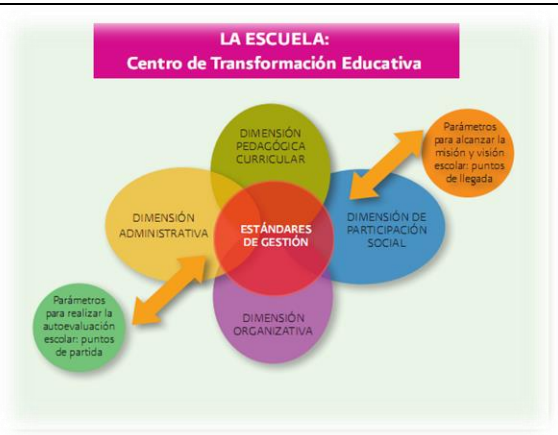 LA ESCUELA:
Centro de Transformación Educativa
DIMENSIÓN
PEDAGÓGICA
CURRICULAR
Parámetros
para alcanzar la
misión y visión
escolar: puntos
de llegada
DIMENSIÓN
ADMINISTRATIVA
ESTÁNDARES
DE GESTIÓN
DIMENSIÓN DE
PARTICIPACIÓN
SOCIAL
Parámetros
para realizar la
autoevaluación
escolar: puntos
de partida
DIMENSIÓN
ORGANIZATIVA